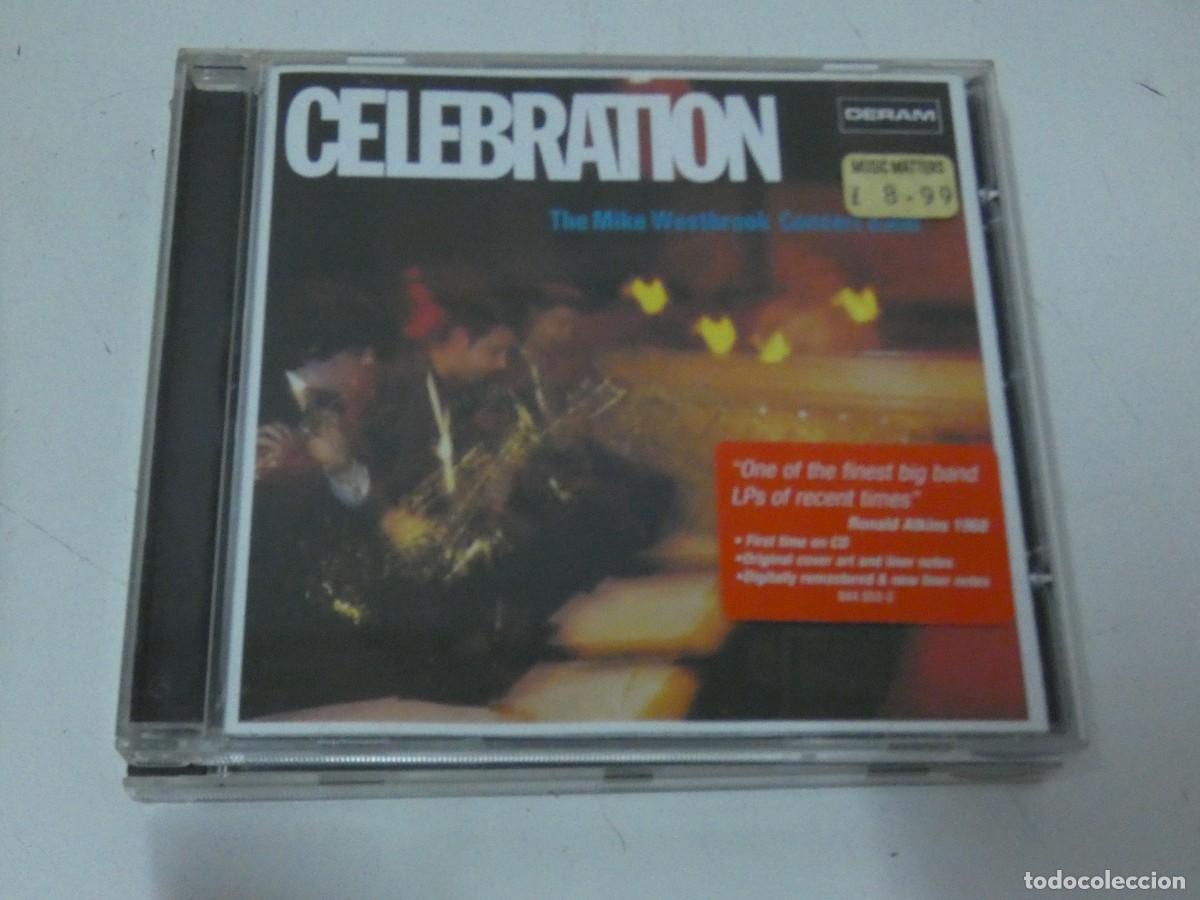 CELEBRATION
DERAM
MUSIC MATTERS
£ 8-99
The Mike Westbrook Concert Band
"One of the finest big band
LPs of recent times"
Ronald Atkins 1968
• First time on CD
•Original cover art and liner notes
•Digitally remastered & new liner notes
todocoleccion